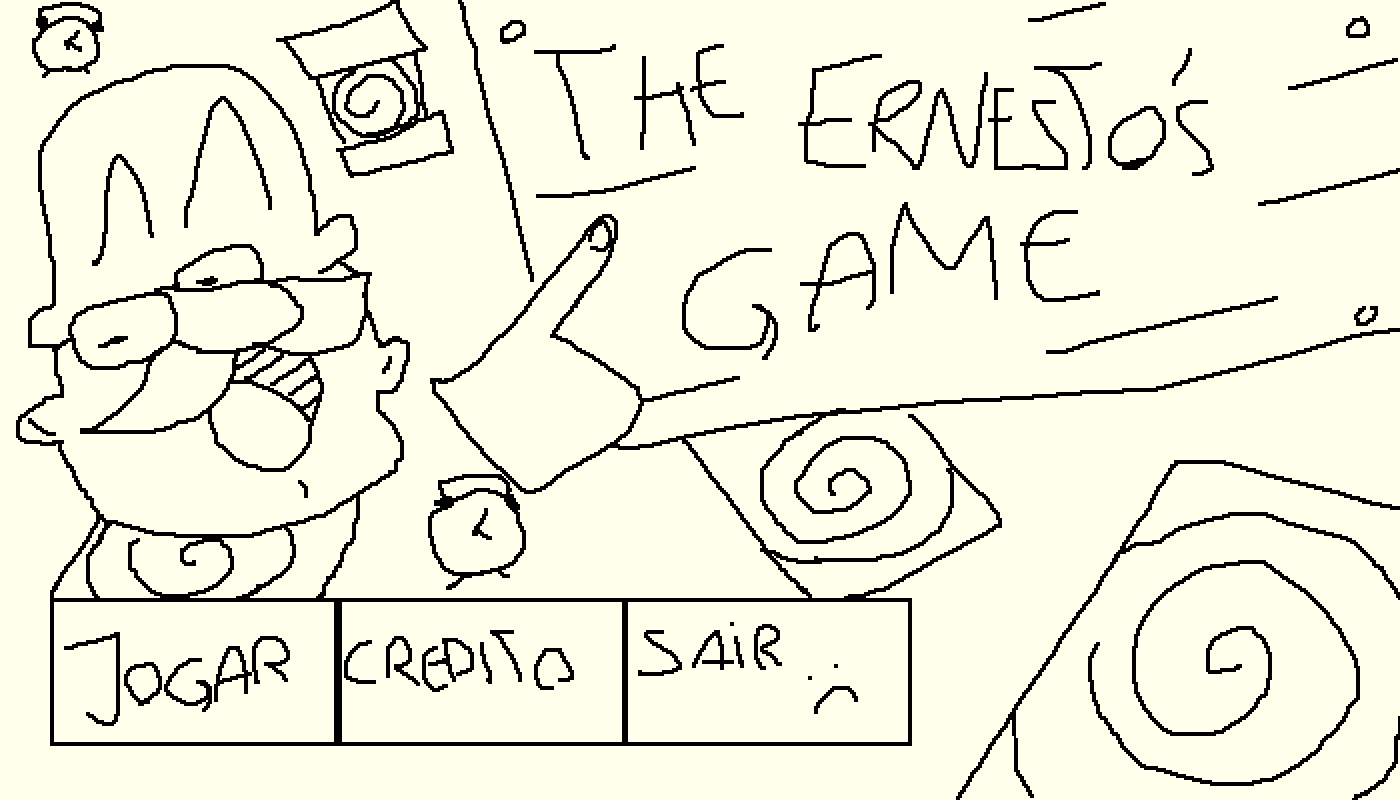 THE ERNESTO'S
GAME
JOGAR
CREDITO
SAIR :(